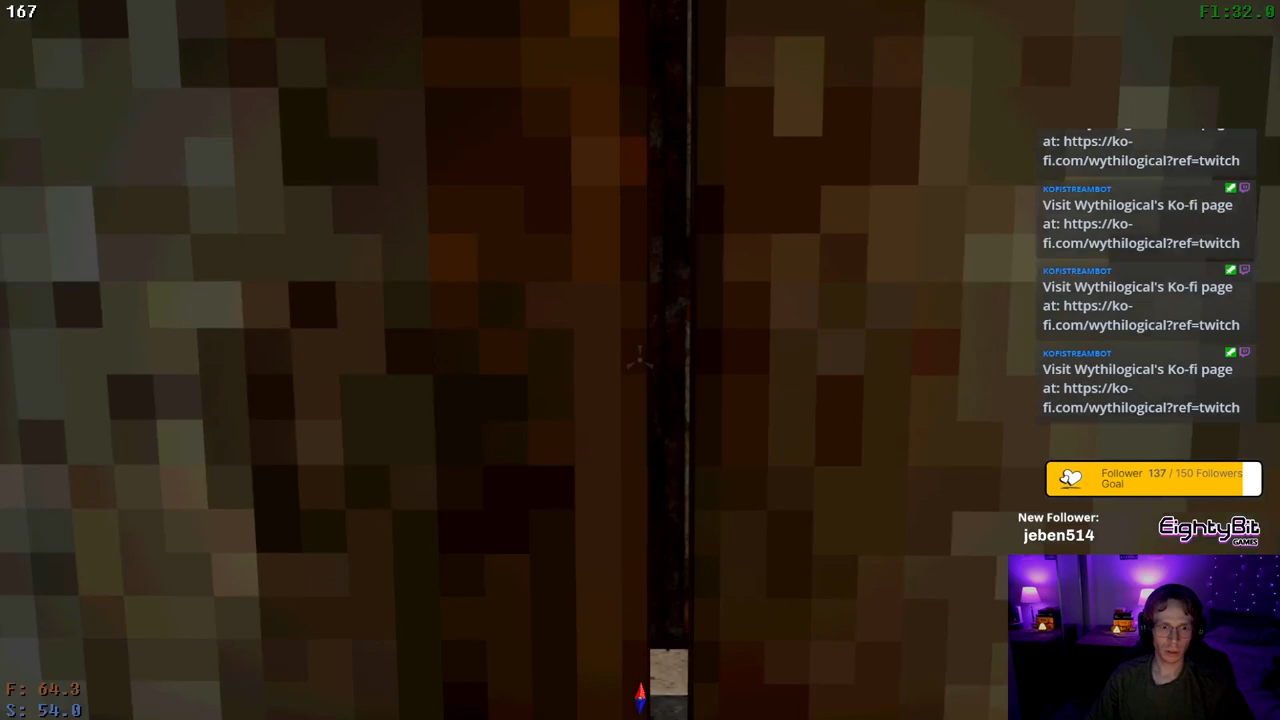 167
F1:32.0
at: https://ko-
fi.com/wythilogical?ref=twitch
KOFISTREAMBOT
Visit Wythilogical's Ko-fi page
at: https://ko-
fi.com/wythilogical?ref=twitch
KOFISTREAMBOT
Visit Wythilogical's Ko-fi page
at: https://ko-
fi.com/wythilogical?ref=twitch
KOFISTREAMBOT
Visit Wythilogical's Ko-fi page
at: https://ko-
fi.com/wythilogical?ref=twitch
Follower 137 / 150 Followers
Goal
New Follower:
jeben514
EightyBit
GAMES
F: 64.3
S: 54.0